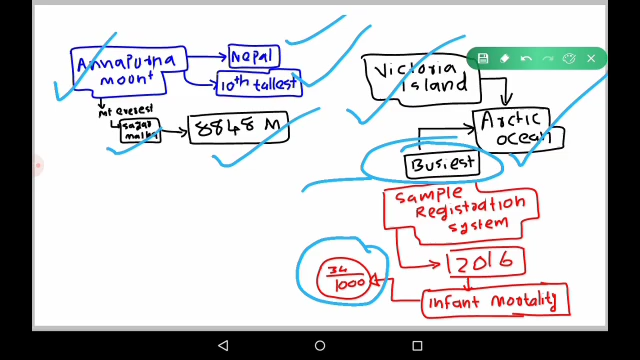 Annapurna
mount
Nepal
10th tallest
mt everest
sagar
matha
8848 M
Victoria
island
Arctic
ocean
Busiest
Sample
Registration
system
2016
infant mortality
34
1000